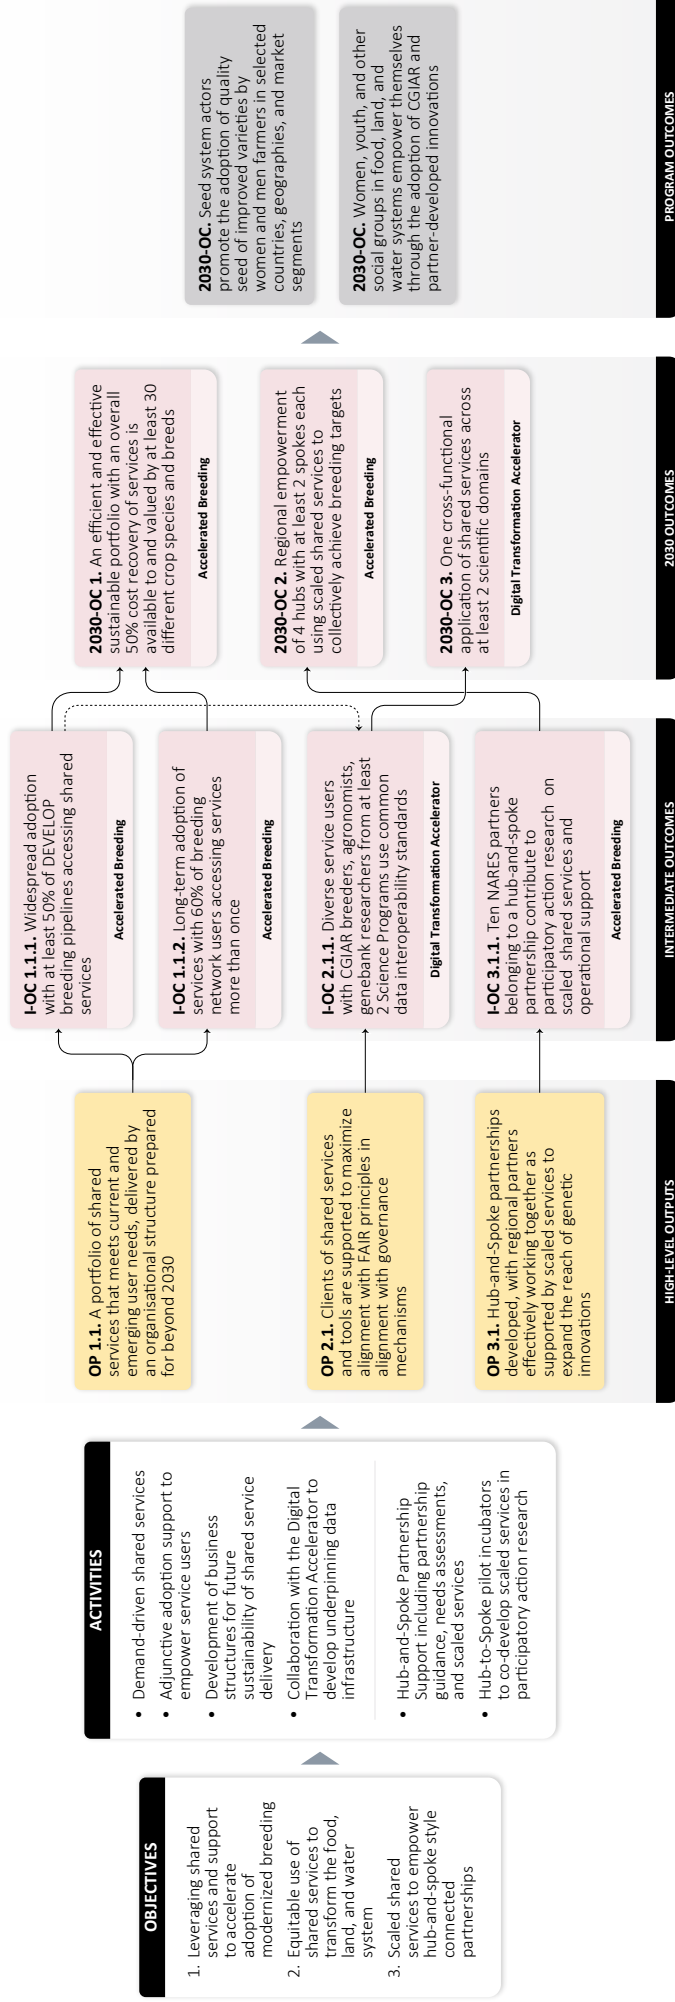 OBJECTIVES
1. Leveraging shared
services and support
to accelerate
adoption of
modernized breeding
2. Equitable use of
shared services to
transform the food,
land, and water
system
3. Scaled shared
services to empower
hub-and-spoke style
connected
partnerships
ACTIVITIES
• Demand-driven shared services
• Adjunctive adoption support to
empower service users
• Development of business
structures for future
sustainability of shared service
delivery
• Collaboration with the Digital
Transformation Accelerator to
develop underpinning data
infrastructure
• Hub-and-Spoke Partnership
Support including partnership
guidance, needs assessments,
and scaled services
• Hub-to-Spoke pilot incubators
to co-develop scaled services in
participatory action research
OP 1.1. A portfolio of shared
services that meets current and
emerging user needs, delivered by
an organisational structure prepared
for beyond 2030
OP 2.1. Clients of shared services
and tools are supported to maximize
alignment with FAIR principles in
alignment with governance
mechanisms
OP 3.1. Hub-and-Spoke partnerships
developed, with regional partners
effectively working together as
supported by scaled services to
expand the reach of genetic
innovations
HIGH-LEVEL OUTPUTS
I-OC 1.1.1. Widespread adoption
with at least 50% of DEVELOP
breeding pipelines accessing shared
services
Accelerated Breeding
I-OC 1.1.2. Long-term adoption of
services with 60% of breeding
network users accessing services
more than once
Accelerated Breeding
I-OC 2.1.1. Diverse service users
with CGIAR breeders, agronomists,
genebank researchers from at least
2 Science Programs use common
data interoperability standards
Digital Transformation Accelerator
I-OC 3.1.1. Ten NARES partners
belonging to a hub-and-spoke
partnership contribute to
participatory action research on
scaled shared services and
operational support
Accelerated Breeding
INTERMEDIATE OUTCOMES
2030-OC 1. An efficient and effective
sustainable portfolio with an overall
50% cost recovery of services is
available to and valued by at least 30
different crop species and breeds
Accelerated Breeding
2030-OC 2. Regional empowerment
of 4 hubs with at least 2 spokes each
using scaled shared services to
collectively achieve breeding targets
Accelerated Breeding
2030-OC 3. One cross-functional
application of shared services across
at least 2 scientific domains
Digital Transformation Accelerator
2030 OUTCOMES
2030-OC. Seed system actors
promote the adoption of quality
seed of improved varieties by
women and men farmers in selected
countries, geographies, and market
segments
2030-OC. Women, youth, and other
social groups in food, land, and
water systems empower themselves
through the adoption of CGIAR and
partner-developed innovations
PROGRAM OUTCOMES